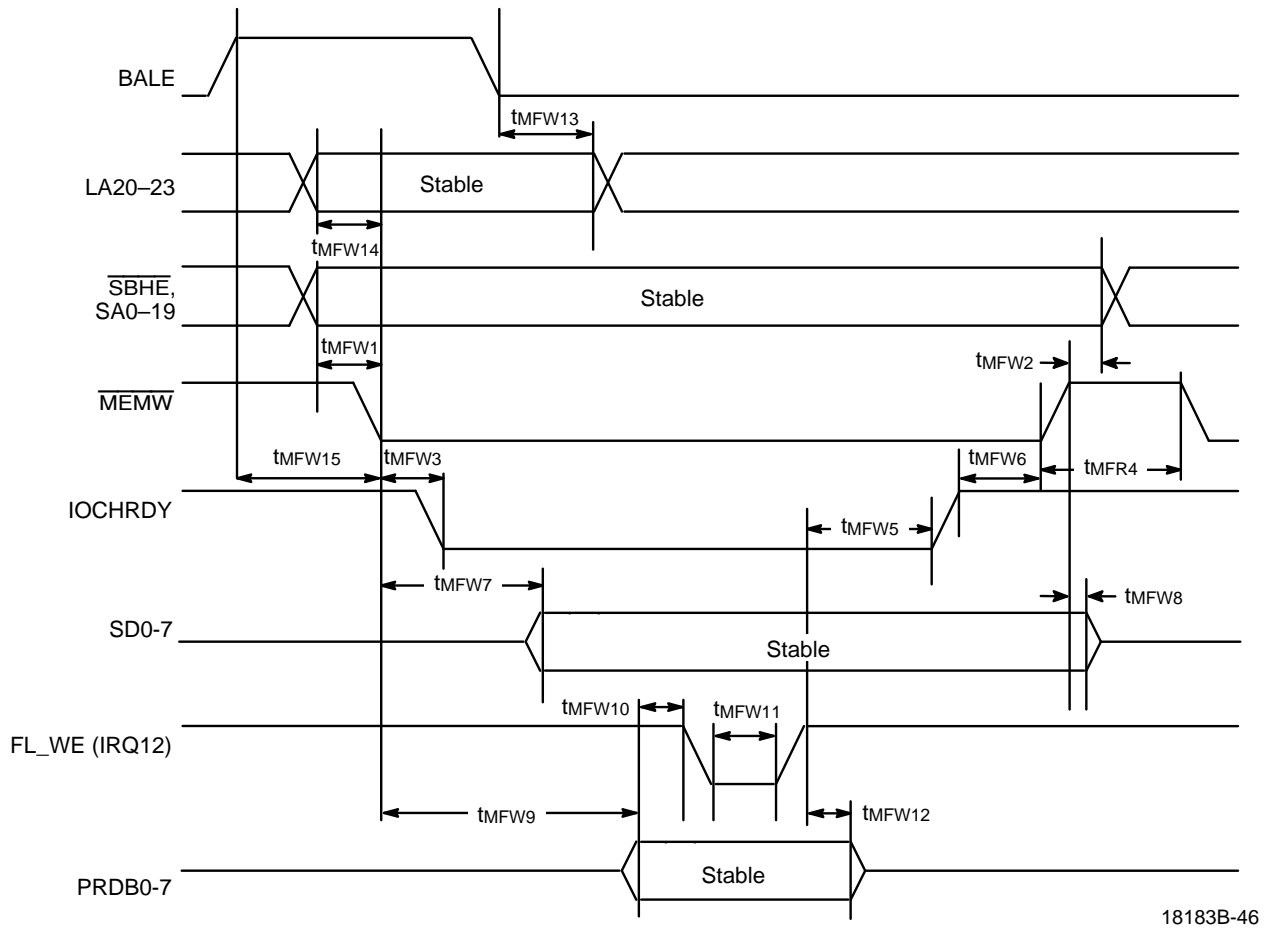 BALE
tMFW13
LA20–23
Stable
tMFW14
SBHE,
SA0–19
Stable
tMFW1
tMFW2
MEMW
tMFW15
tMFW3
tMFW6
tMFR4
IOCHRDY
tMFW5
tMFW7
tMFW8
SD0-7
Stable
tMFW10
tMFW11
FL_WE (IRQ12)
tMFW9
tMFW12
PRDB0-7
Stable
18183B-46